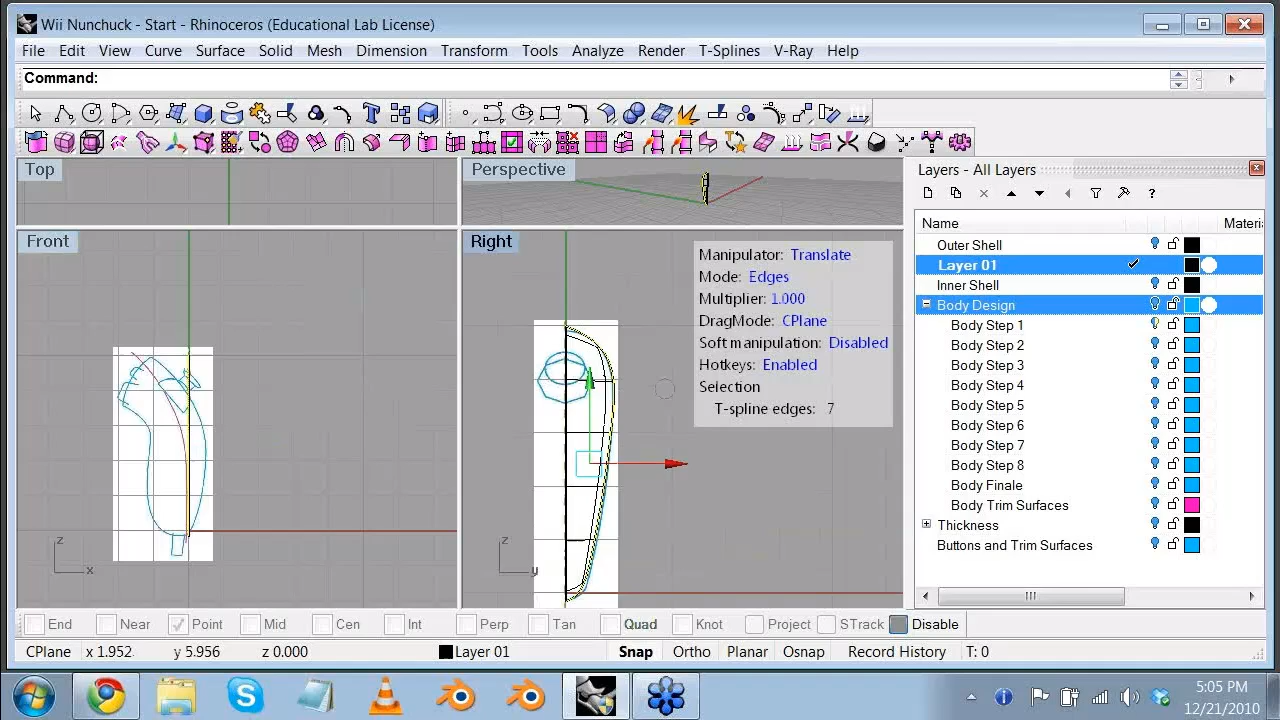 Wii Nunchuck - Start - Rhinoceros (Educational Lab License)
File Edit View Curve Surface Solid Mesh Dimension Transform Tools Analyze Render T-Splines V-Ray Help
Command:
Top
Perspective
Layers - All Layers
?
Name Materi
Outer Shell
Layer 01
Inner Shell
Body Design
Body Step 1
Body Step 2
Body Step 3
Body Step 4
Body Step 5
Body Step 6
Body Step 7
Body Step 8
Body Finale
Body Trim Surfaces
Thickness
Buttons and Trim Surfaces
Front
z
x
Right
Manipulator: Translate
Mode: Edges
Multiplier: 1.000
DragMode: CPlane
Soft manipulation: Disabled
Hotkeys: Enabled
Selection
T-spline edges: 7
z
y
End Near Point Mid Cen Int Perp Tan Quad Knot Project STrack Disable
CPlane x 1.952 y 5.956 z 0.000 Layer 01 Snap Ortho Planar Osnap Record History T: 0
5:05 PM
12/21/2010